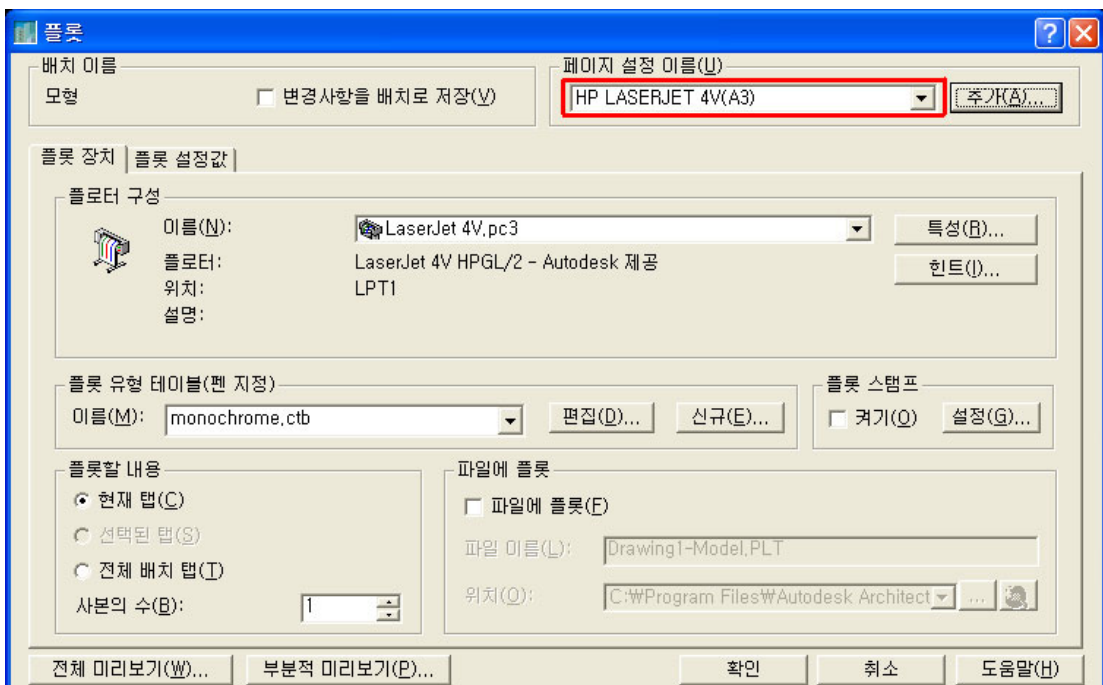 플롯
배치 이름
모형
변경사항을 배치로 저장(V)
페이지 설정 이름(U)
HP LASERJET 4V(A3)
추가(A)...
플롯 장치
플롯 설정값
플로터 구성
이름(N):
LaserJet 4V.pc3
특성(R)...
플로터:
LaserJet 4V HPGL/2 - Autodesk 제공
힌트(I)...
위치:
LPT1
설명:
플롯 유형 테이블(펜 지정)
이름(M):
monochrome.ctb
편집(D)...
신규(E)...
플롯 스탬프
켜기(O)
설정(G)...
플롯할 내용
현재 탭(C)
선택된 탭(S)
전체 배치 탭(T)
사본의 수(B):
1
파일에 플롯
파일에 플롯(F)
파일 이름(L):
Drawing1-Model.PLT
위치(O):
C:₩Program Files₩Autodesk Architect
...
전체 미리보기(W)...
부분적 미리보기(P)...
확인
취소
도움말(H)